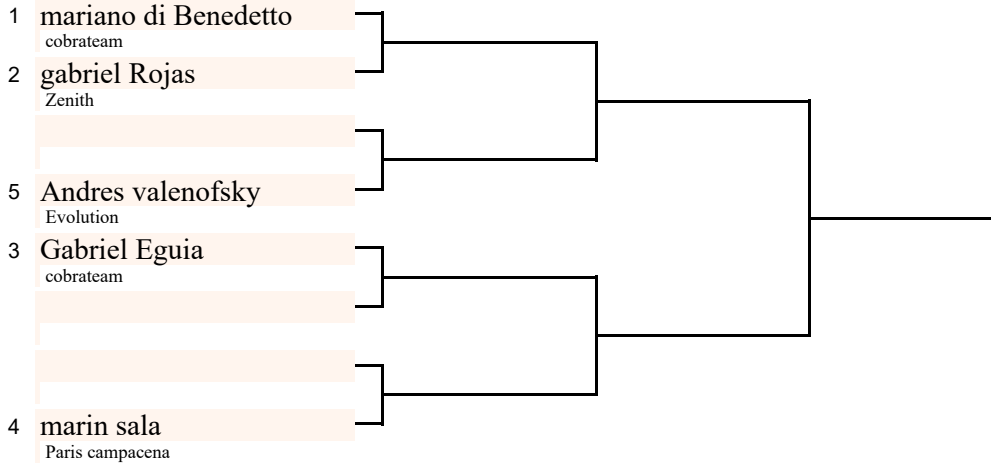 1 mariano di Benedetto
cobrateam
2 gabriel Rojas
Zenith
5 Andres valenofsky
Evolution
3 Gabriel Eguia
cobrateam
4 marin sala
Paris campacena